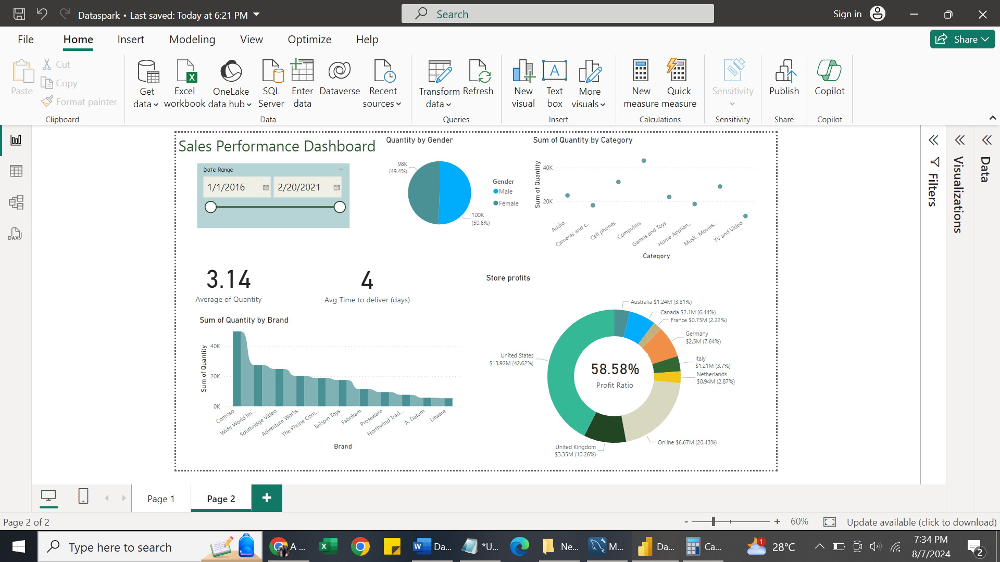 Dataspark • Last saved: Today at 6:21 PM
Search
Sign in
File Home Insert Modeling View Optimize Help
Share
Paste
Cut
Copy
Format painter
Clipboard
Get data
Excel workbook
OneLake data hub
SQL Server
Enter data
Dataverse
Recent sources
Data
Transform data
Refresh
Queries
New visual
Text box
More visuals
Insert
New measure
Quick measure
Calculations
Sensitivity
Sensitivity
Publish
Share
Copilot
Copilot
DAX
Sales Performance Dashboard
Date Range
1/1/2016
2/20/2021
Quantity by Gender
98K
(49.4%)
100K
(50.6%)
Gender
Male
Female
Sum of Quantity by Category
Sum of Quantity
40K
20K
Audio
Cameras and c...
Cell phones
Computers
Games and Toys
Home Applian...
Music, Movies...
TV and Video
Category
3.14
Average of Quantity
4
Avg Time to deliver (days)
Sum of Quantity by Brand
Sum of Quantity
40K
20K
0K
Contoso
Wide World Im...
Southridge Video
Adventure Works
The Phone Com...
Tailspin Toys
Fabrikam
Proseware
Northwind Trad...
A. Datum
Litware
Brand
Store profits
Australia $1.24M (3.81%)
Canada $2.1M (6.44%)
France $0.73M (2.22%)
Germany
$2.5M (7.64%)
Italy
$1.21M (3.7%)
Netherlands
$0.94M (2.87%)
Online $6.67M (20.43%)
United Kingdom
$3.35M (10.26%)
United States
$13.92M (42.62%)
58.58%
Profit Ratio
Filters
Visualizations
Data
Page 1
Page 2
+
Page 2 of 2
- + 60%
Update available (click to download)
Type here to search
A ...
Da...
*U...
Ne...
M...
Da...
Ca...
1
28°C
7:34 PM
8/7/2024
2